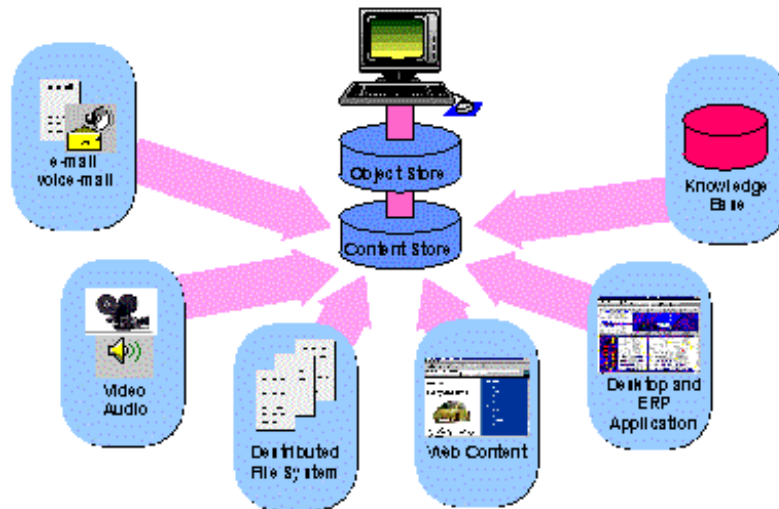 e-mail
voice-mail
Object Store
Content Store
Knowledge
Base
Video
Audio
Distributed
File System
Web Content
Desktop and
ERP
Application